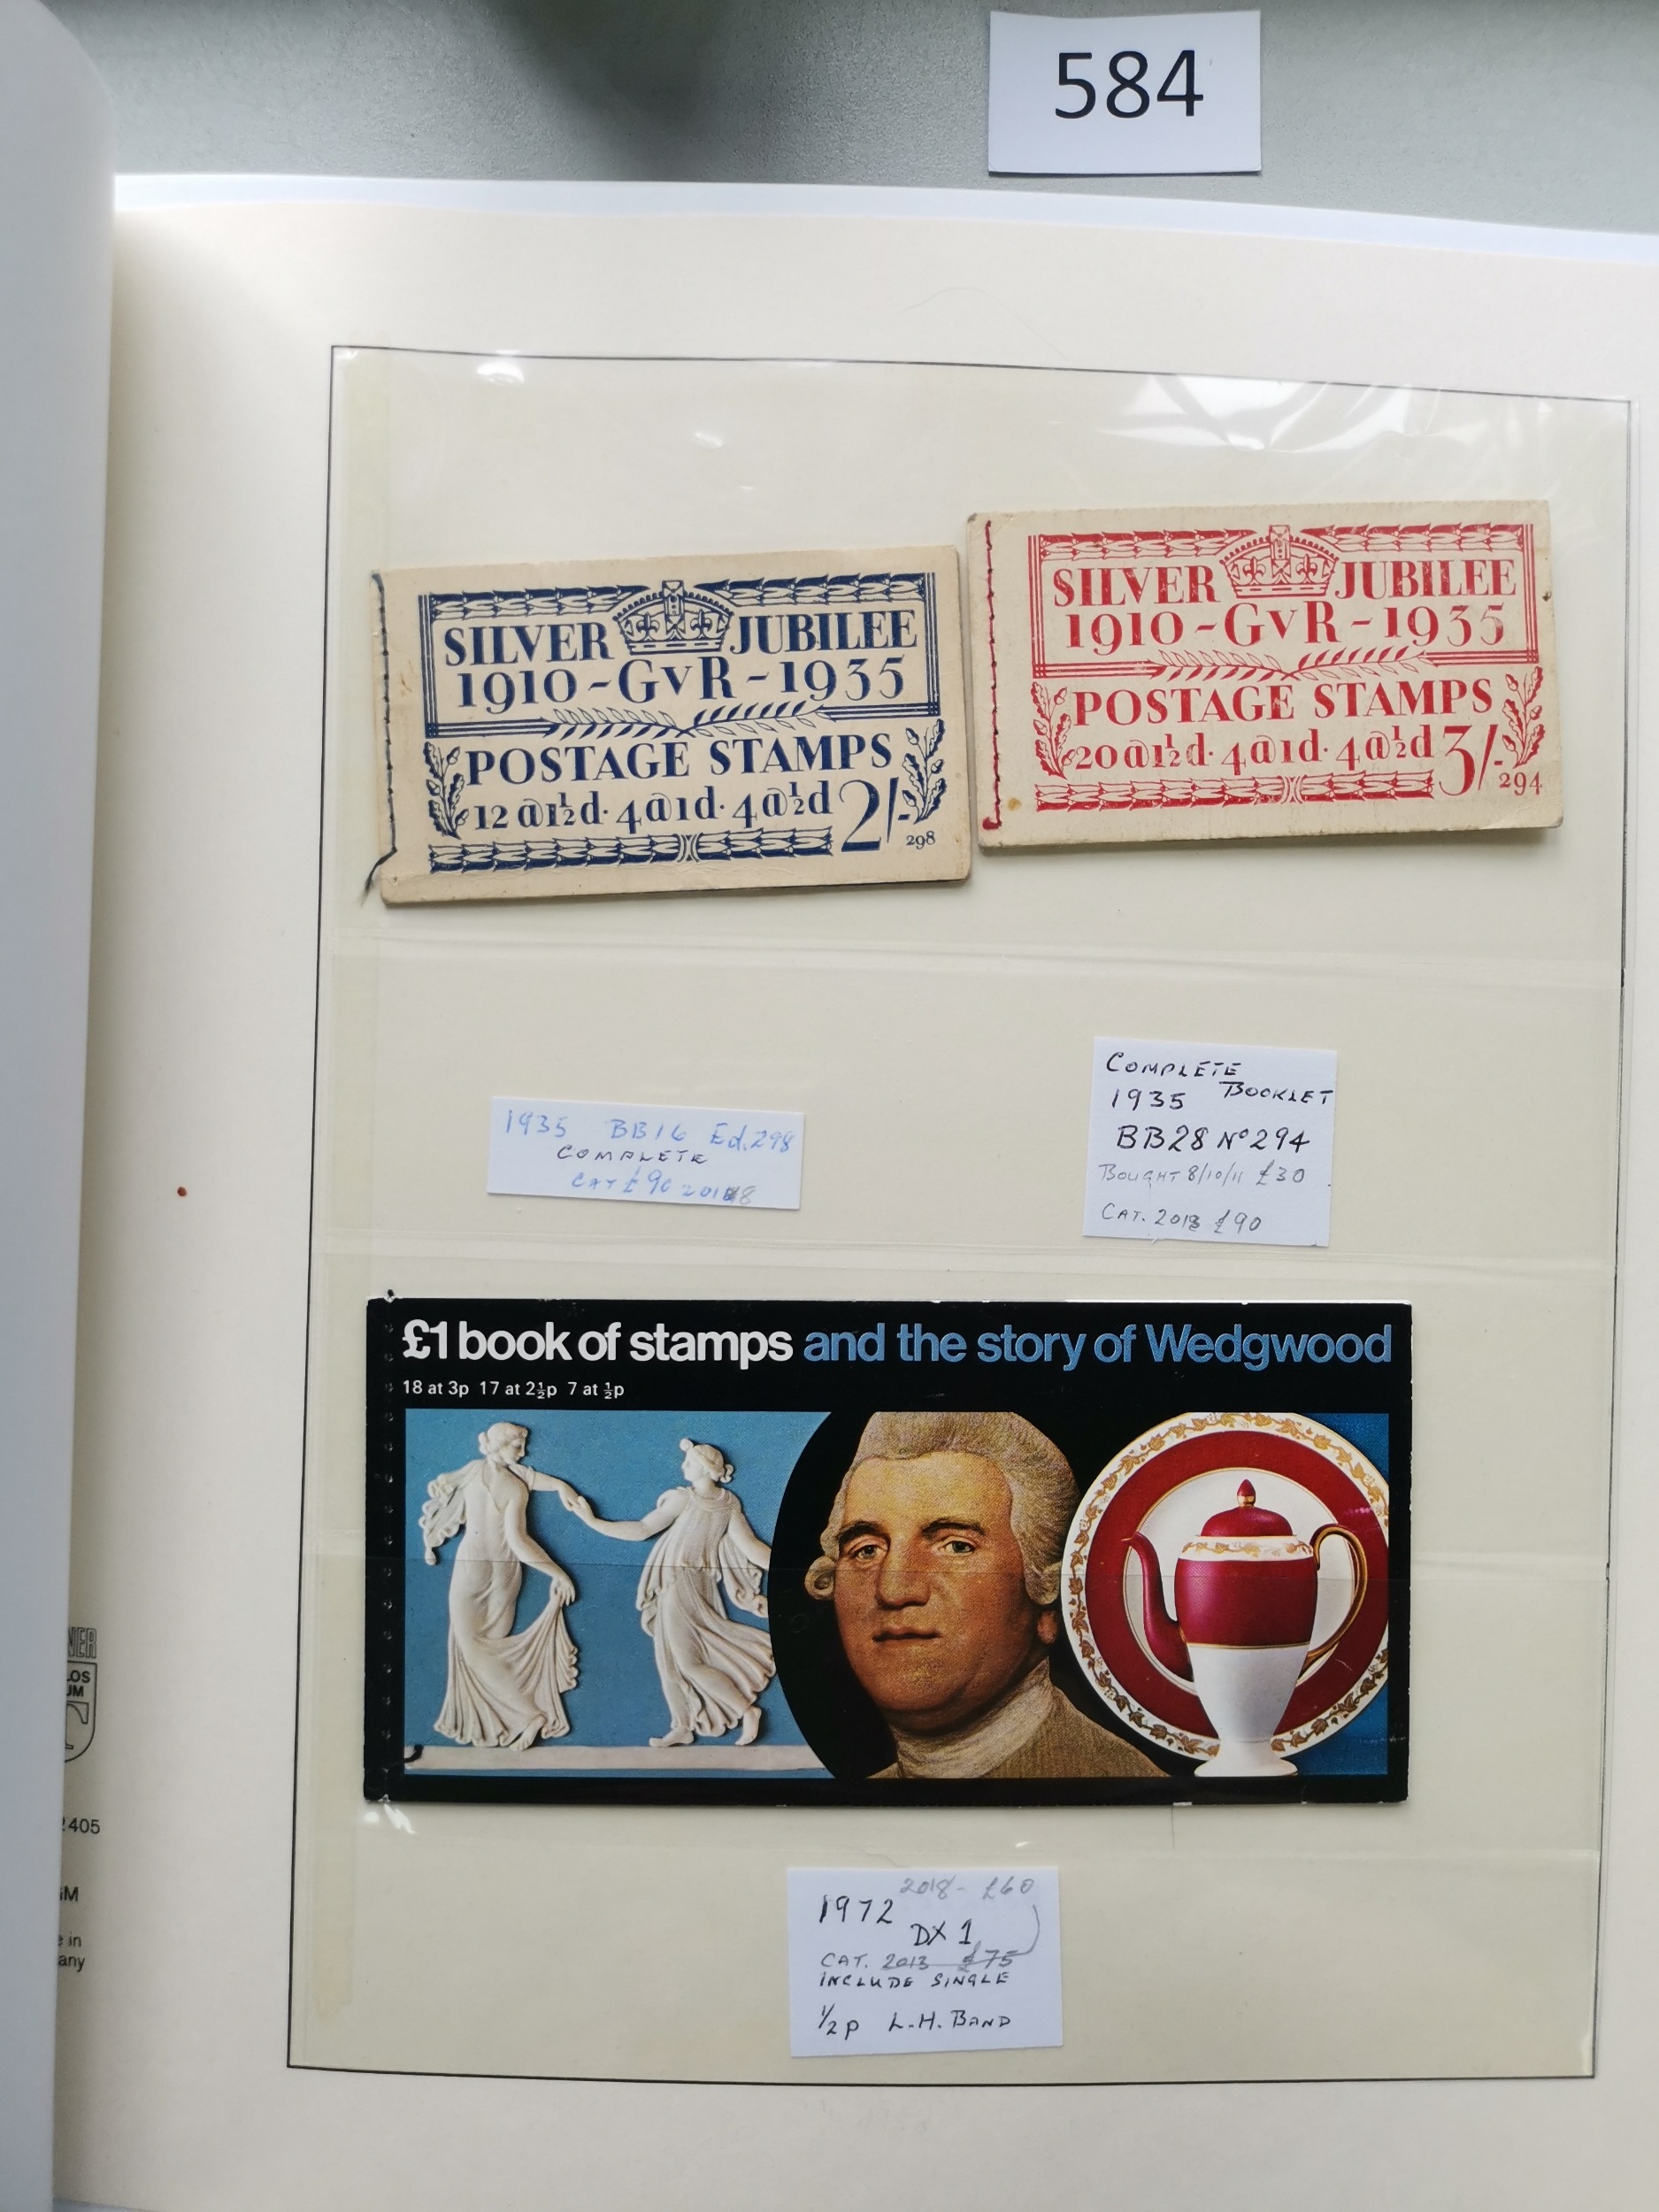 584
SILVER JUBILEE
1910 - GvR - 1935
POSTAGE STAMPS
12 @ 1½d · 4 @ 1d · 4 @ ½d 2/-
298
SILVER JUBILEE
1910 - GvR - 1935
POSTAGE STAMPS
20 @ 1½d · 4 @ 1d · 4 @ ½d 3/-
294
1935 BB16 Ed. 298
COMPLETE
CAT £90 2018
COMPLETE
1935 BOOKLET
BB28 Nº 294
BOUGHT 8/10/11 £30
CAT. 2018 £90
£1 book of stamps and the story of Wedgwood
18 at 3p 17 at 2½p 7 at ½p
2018 - £60
1972
DX 1
CAT. 2013 £75
INCLUDE SINGLE
½p L.H. BAND
2405